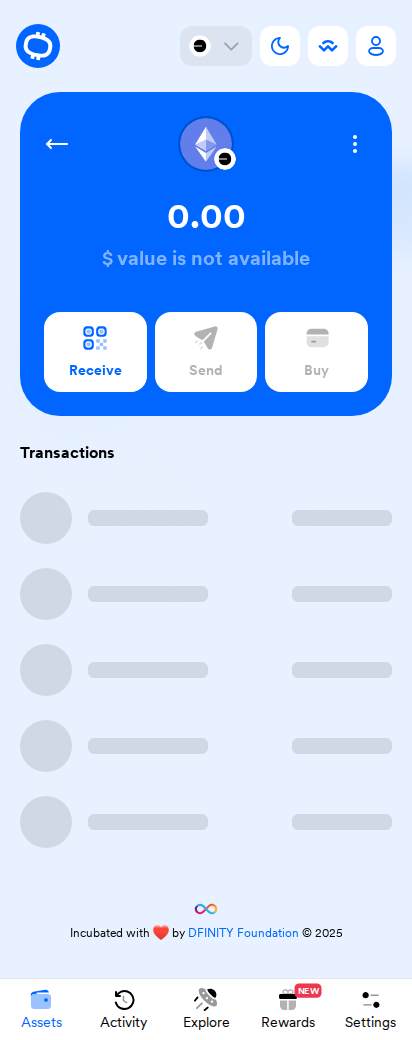 0.00
$ value is not available
Receive
Send
Buy
Transactions
Incubated with ❤️ by DFINITY Foundation © 2025
NEW
Assets
Activity
Explore
Rewards
Settings